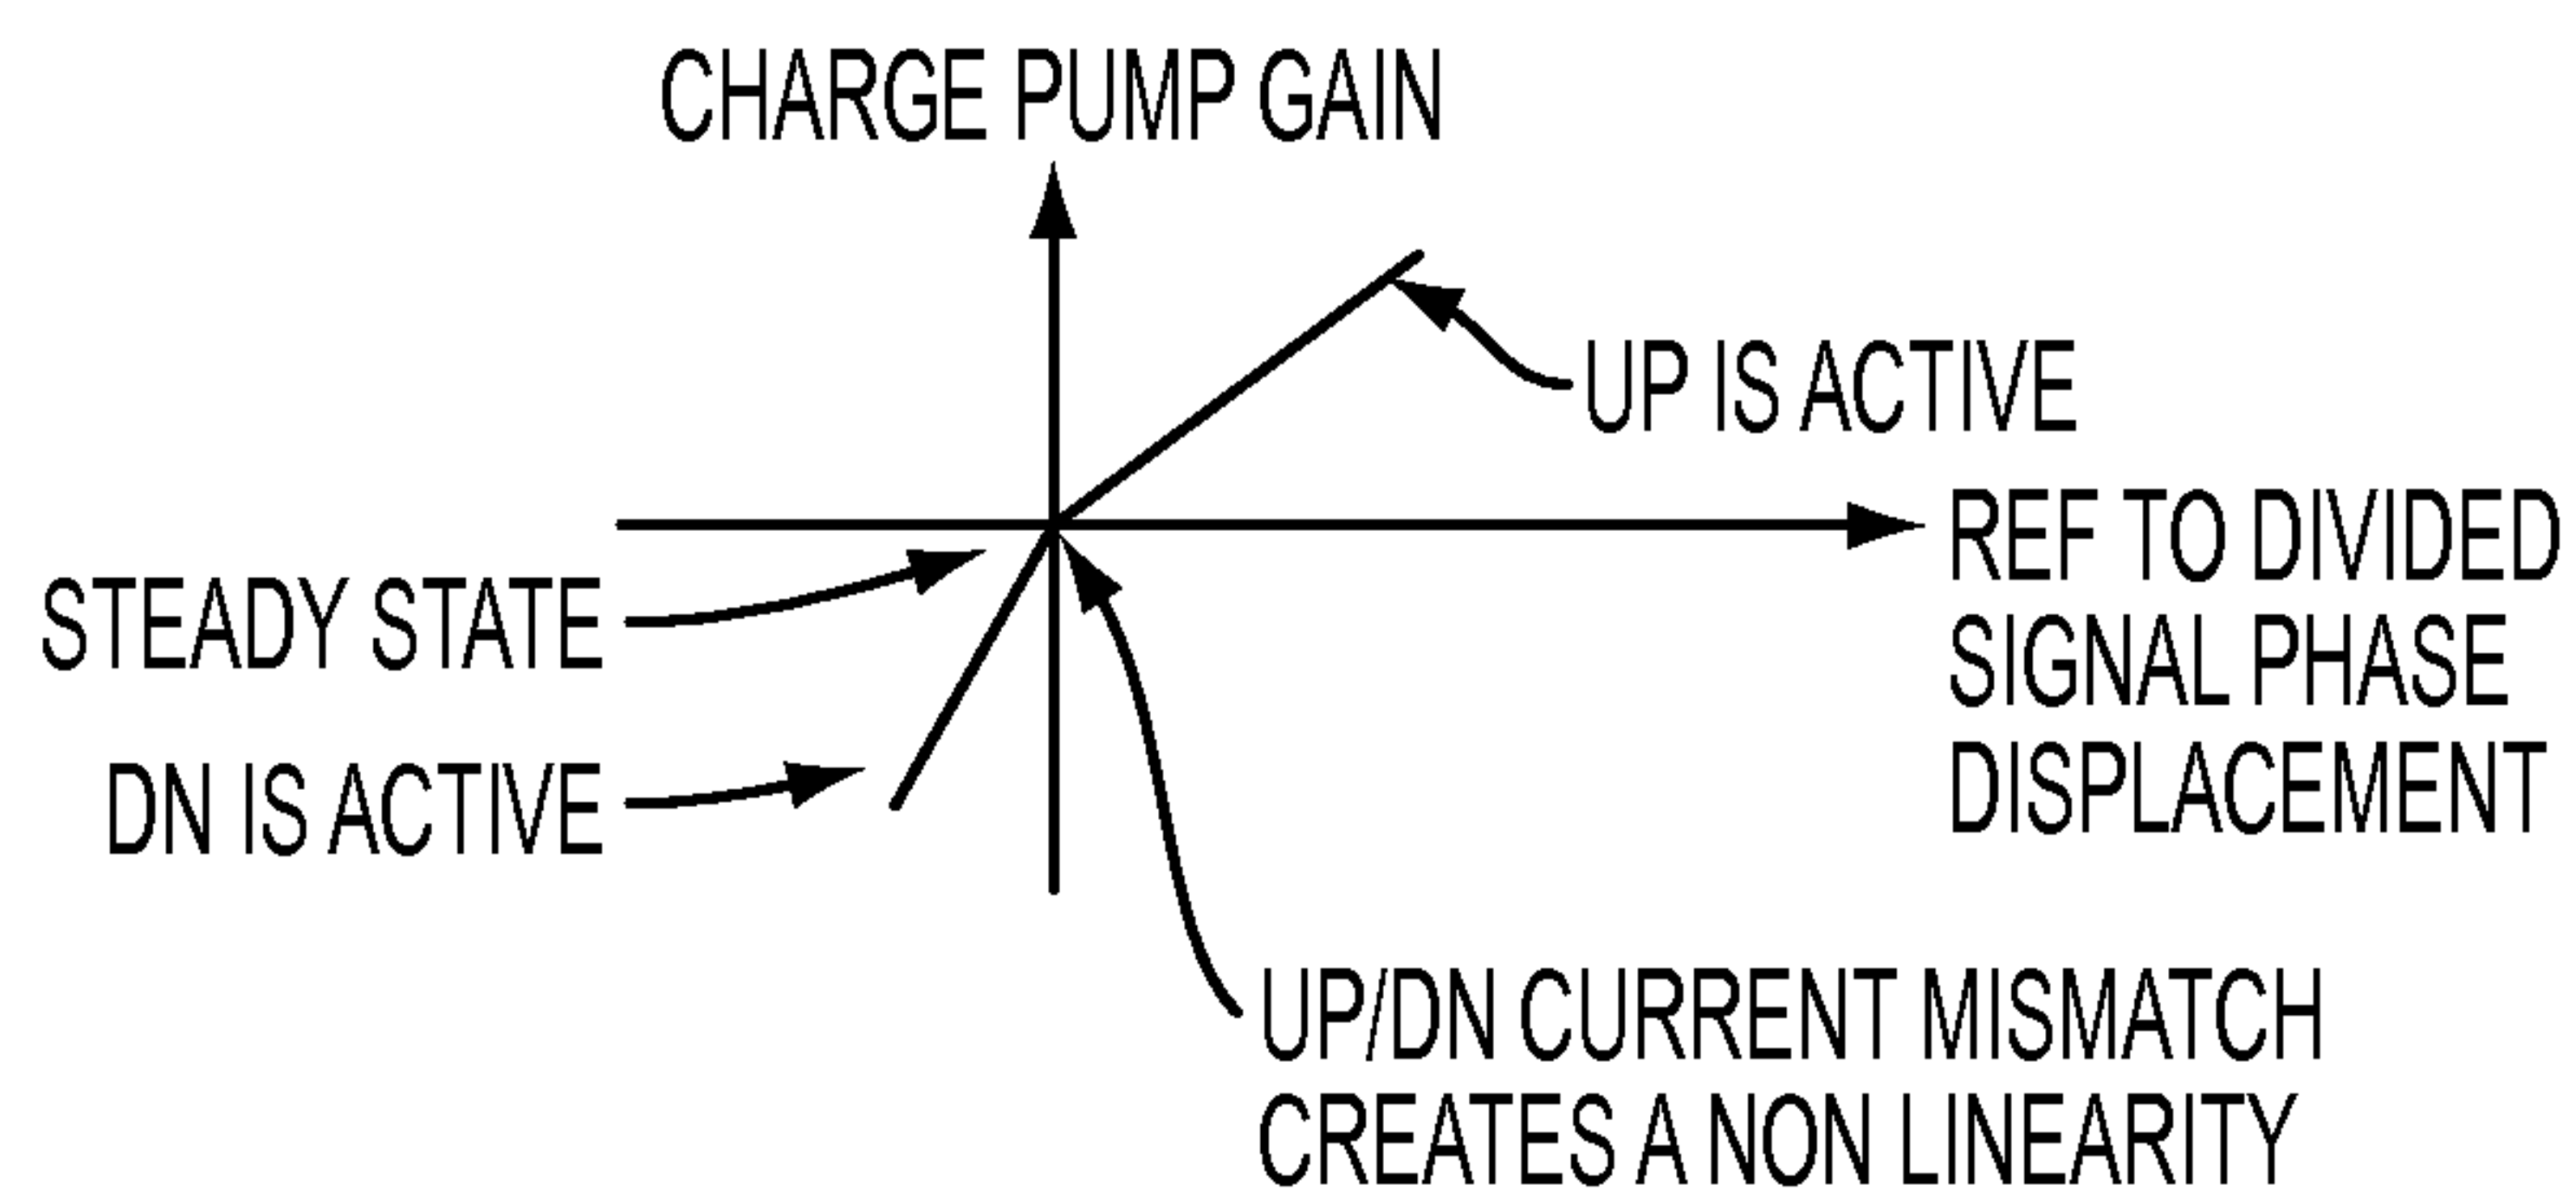 CHARGE PUMP GAIN
UP IS ACTIVE
REF TO DIVIDED
SIGNAL PHASE
DISPLACEMENT
STEADY STATE
DN IS ACTIVE
UP/DN CURRENT MISMATCH
CREATES A NON LINEARITY